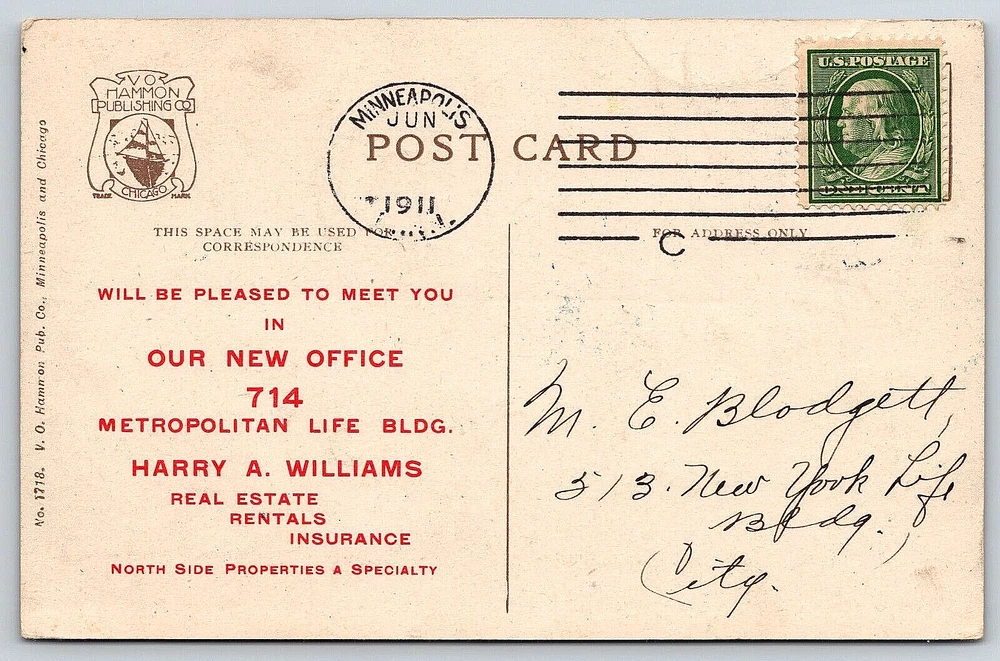 V O
HAMMON
PUBLISHING CO
CHICAGO
TRADE MARK
MINNEAPOLIS
JUN
1911
POST CARD
U.S. POSTAGE
THIS SPACE MAY BE USED FOR
CORRESPONDENCE
FOR ADDRESS ONLY
C
No. 1718. V. O. Hammon Pub. Co., Minneapolis and Chicago
WILL BE PLEASED TO MEET YOU
IN
OUR NEW OFFICE
714
METROPOLITAN LIFE BLDG.
HARRY A. WILLIAMS
REAL ESTATE
RENTALS
INSURANCE
NORTH SIDE PROPERTIES A SPECIALTY
M. E. Blodgett,
513. New York Life
Bldg.
City.